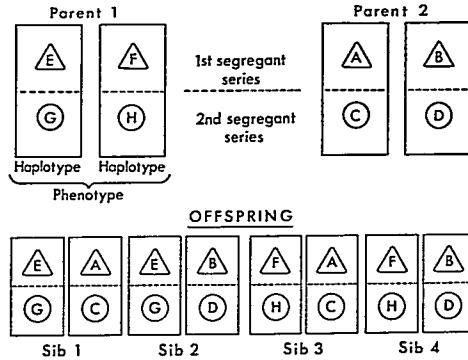 Parent 1 Parent 2
E F A B
1st segregant series
2nd segregant series
G H C D
Haplotype Haplotype
Phenotype
OFFSPRING
E A E B F A F B
G C G D H C H D
Sib 1 Sib 2 Sib 3 Sib 4